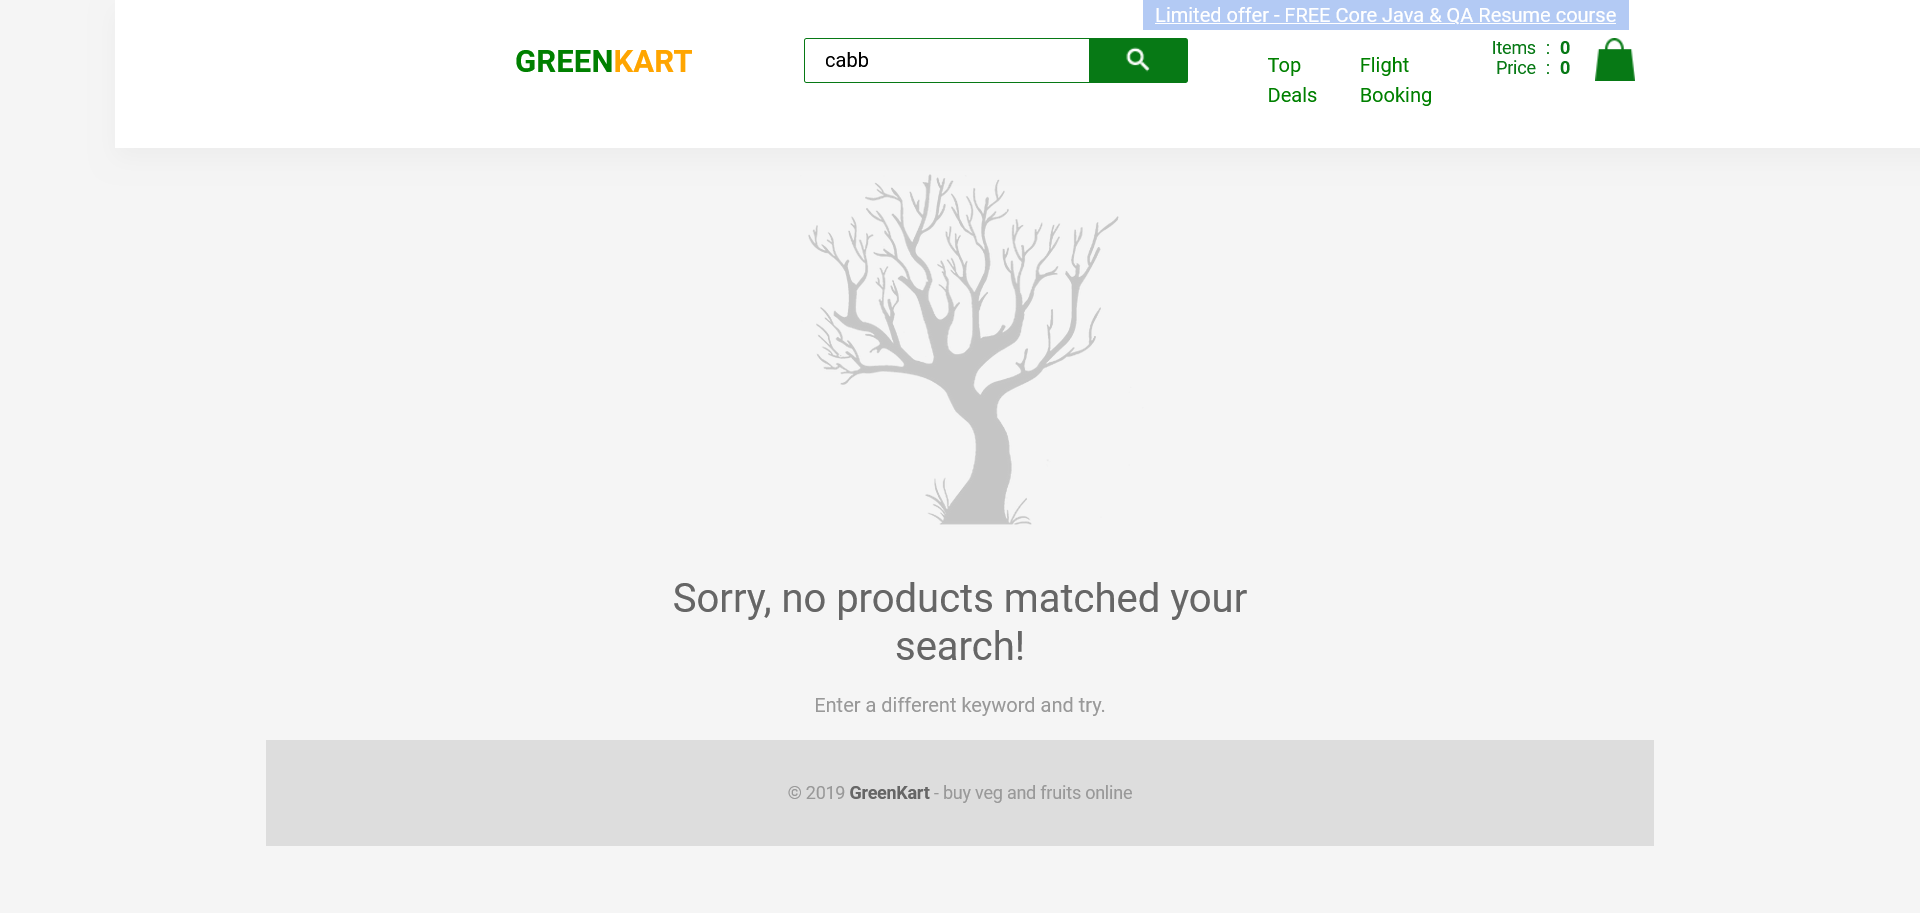 Limited offer - FREE Core Java & QA Resume course
GREENKART
cabb
Top
Deals
Flight
Booking
Items : 0
Price : 0
Sorry, no products matched your
search!
Enter a different keyword and try.
© 2019 GreenKart - buy veg and fruits online